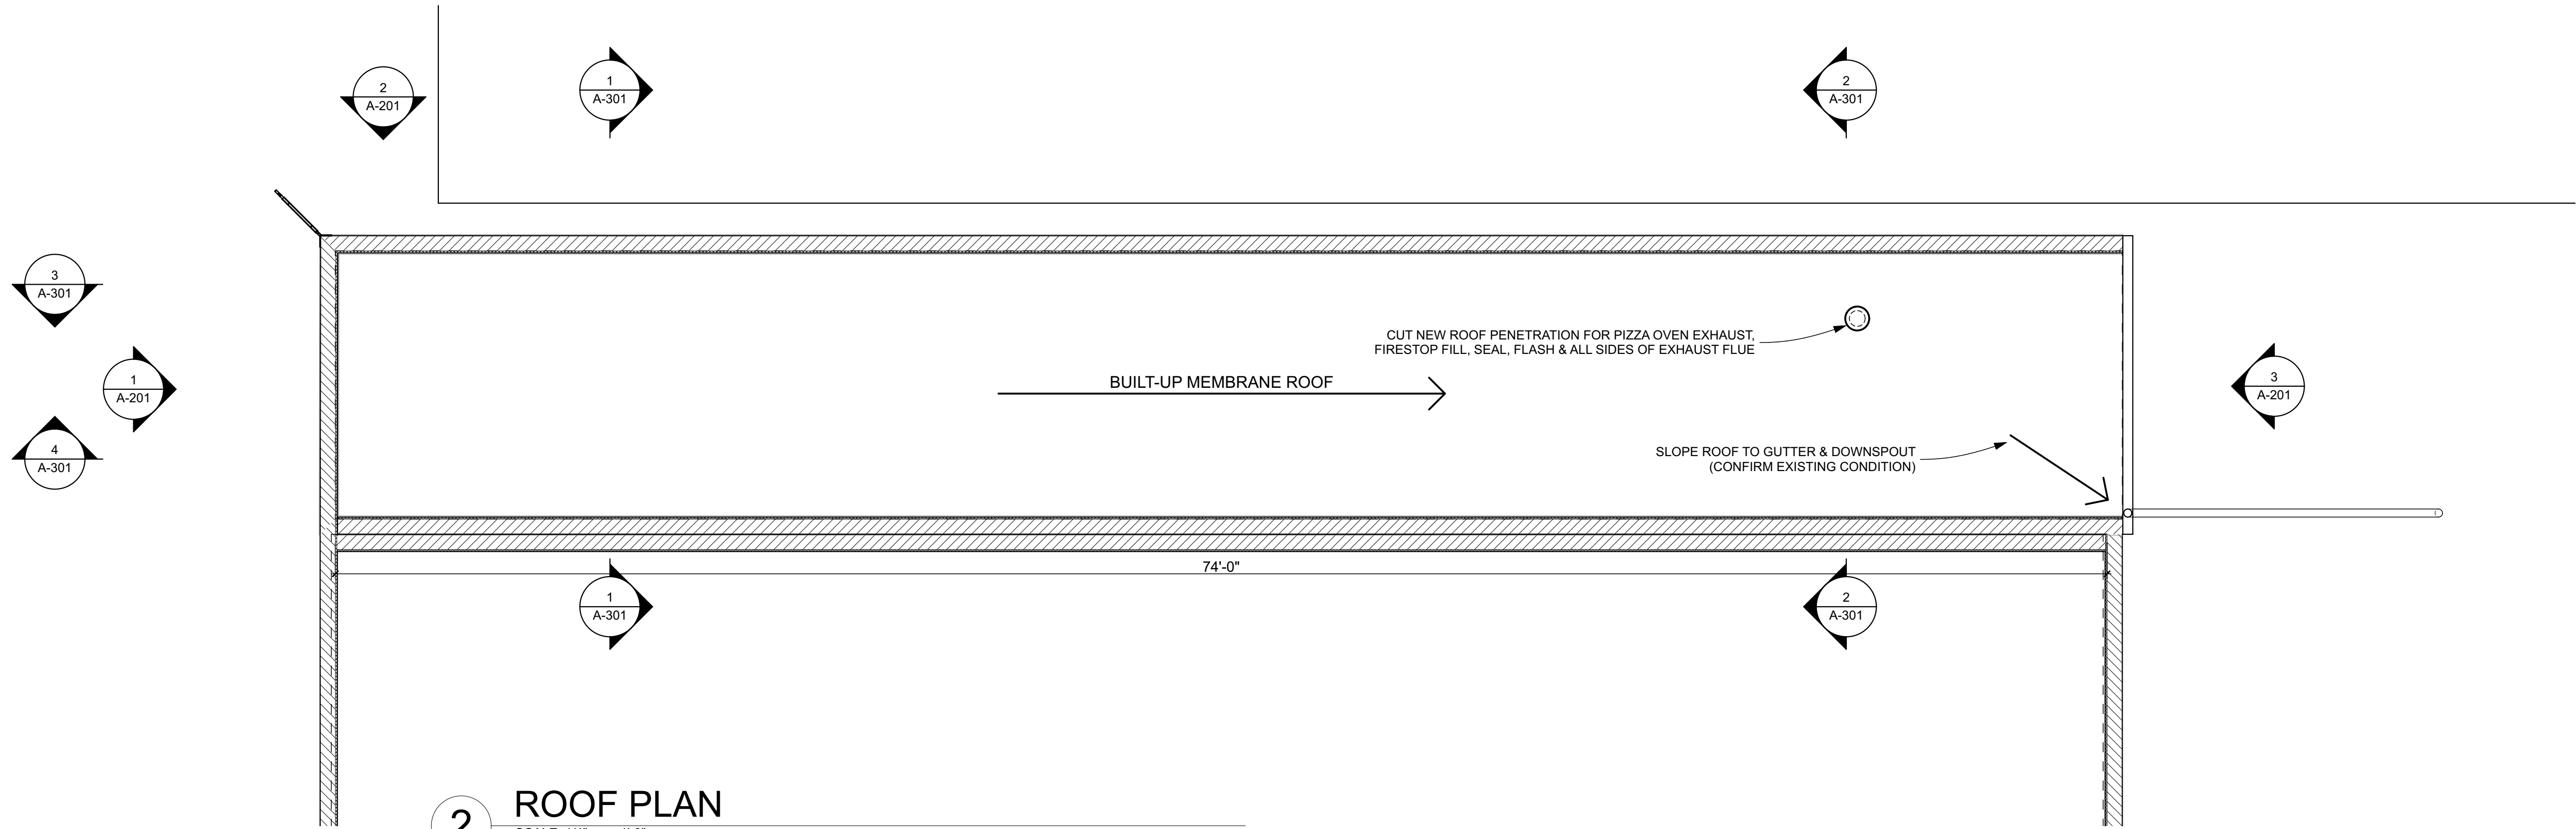 2
A-201
1
A-301
2
A-301
3
A-301
1
A-201
4
A-301
CUT NEW ROOF PENETRATION FOR PIZZA OVEN EXHAUST,
FIRESTOP FILL, SEAL, FLASH & ALL SIDES OF EXHAUST FLUE
BUILT-UP MEMBRANE ROOF
3
A-201
SLOPE ROOF TO GUTTER & DOWNSPOUT
(CONFIRM EXISTING CONDITION)
74'-0"
1
A-301
2
A-301
2
ROOF PLAN